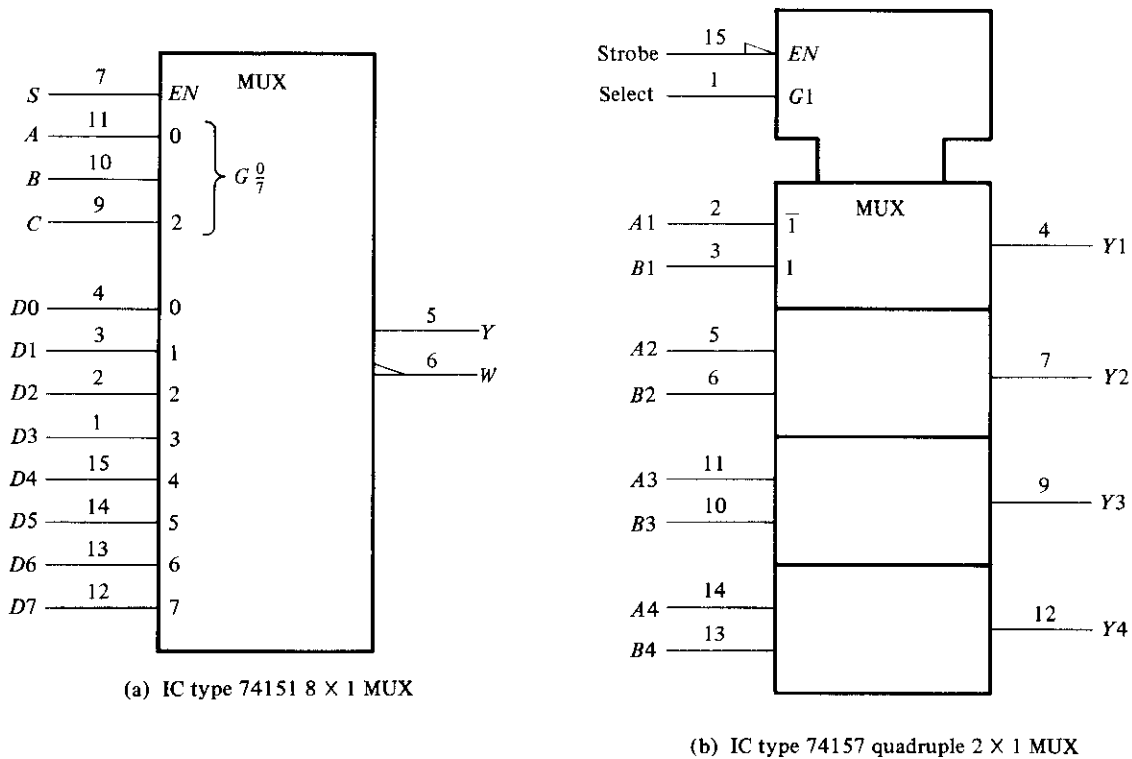 MUX
S 7 EN
A 11 0
B 10 G 0/7
C 9 2
D0 4 0
D1 3 1
D2 2 2
D3 1 3
D4 15 4
D5 14 5
D6 13 6
D7 12 7
5 Y
6 W
(a) IC type 74151 8 × 1 MUX
Strobe 15 EN
Select 1 G1
MUX
A1 2 1̅
B1 3 1
4 Y1
A2 5
B2 6
7 Y2
A3 11
B3 10
9 Y3
A4 14
B4 13
12 Y4
(b) IC type 74157 quadruple 2 × 1 MUX